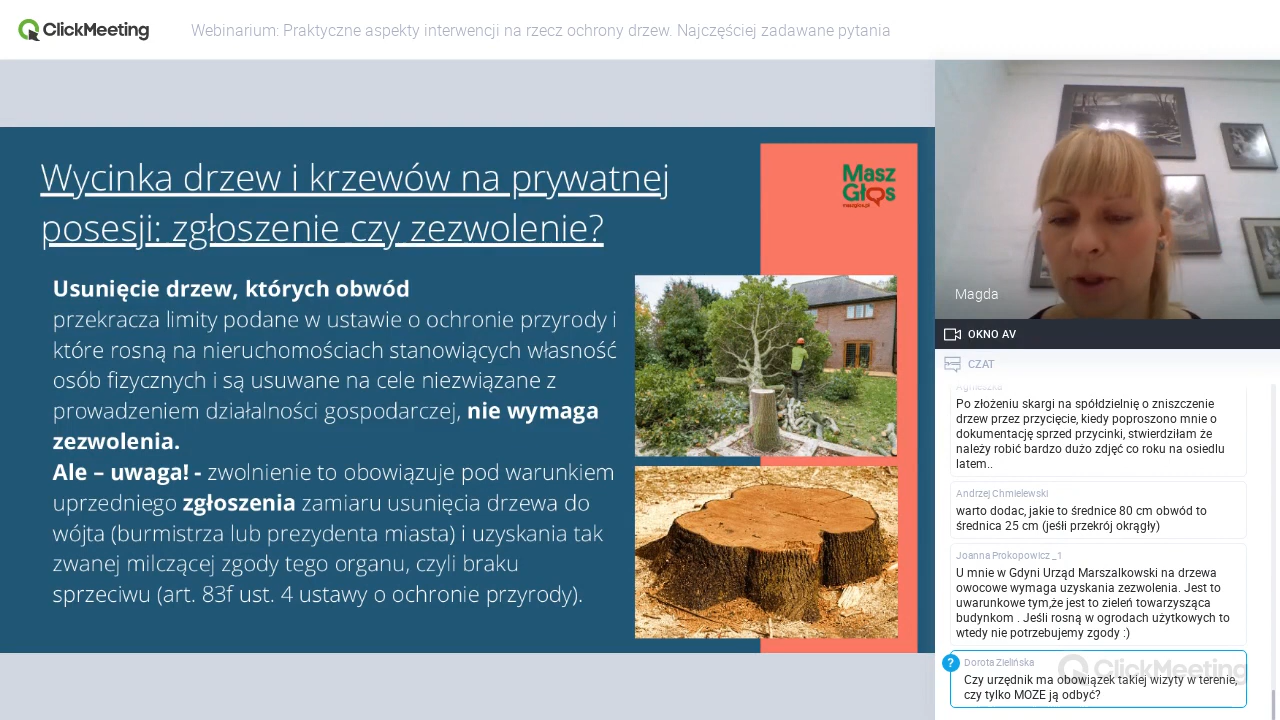 ClickMeeting
Webinarium: Praktyczne aspekty interwencji na rzecz ochrony drzew. Najczęściej zadawane pytania
Wycinka drzew i krzewów na prywatnej
posesji: zgłoszenie czy zezwolenie?
Masz
Głos
maszglos.pl
Usunięcie drzew, których obwód
przekracza limity podane w ustawie o ochronie przyrody i
które rosną na nieruchomościach stanowiących własność
osób fizycznych i są usuwane na cele niezwiązane z
prowadzeniem działalności gospodarczej, nie wymaga
zezwolenia.
Ale – uwaga! - zwolnienie to obowiązuje pod warunkiem
uprzedniego zgłoszenia zamiaru usunięcia drzewa do
wójta (burmistrza lub prezydenta miasta) i uzyskania tak
zwanej milczącej zgody tego organu, czyli braku
sprzeciwu (art. 83f ust. 4 ustawy o ochronie przyrody).
Magda
OKNO AV
CZAT
Agnieszka
Po złożeniu skargi na spółdzielnię o zniszczenie
drzew przez przycięcie, kiedy poproszono mnie o
dokumentację sprzed przycinki, stwierdziłam że
należy robić bardzo dużo zdjęć co roku na osiedlu
latem..
Andrzej Chmielewski
warto dodac, jakie to średnice 80 cm obwód to
średnica 25 cm (jeśłi przekrój okrągły)
Joanna Prokopowicz _1
U mnie w Gdyni Urząd Marszalkowski na drzewa
owocowe wymaga uzyskania zezwolenia. Jest to
uwarunkowe tym,że jest to zieleń towarzysząca
budynkom . Jeśli rosną w ogrodach użytkowych to
wtedy nie potrzebujemy zgody :)
?
Dorota Zielińska
Czy urzędnik ma obowiązek takiej wizyty w terenie,
czy tylko MOZE ją odbyć?
ClickMeeting